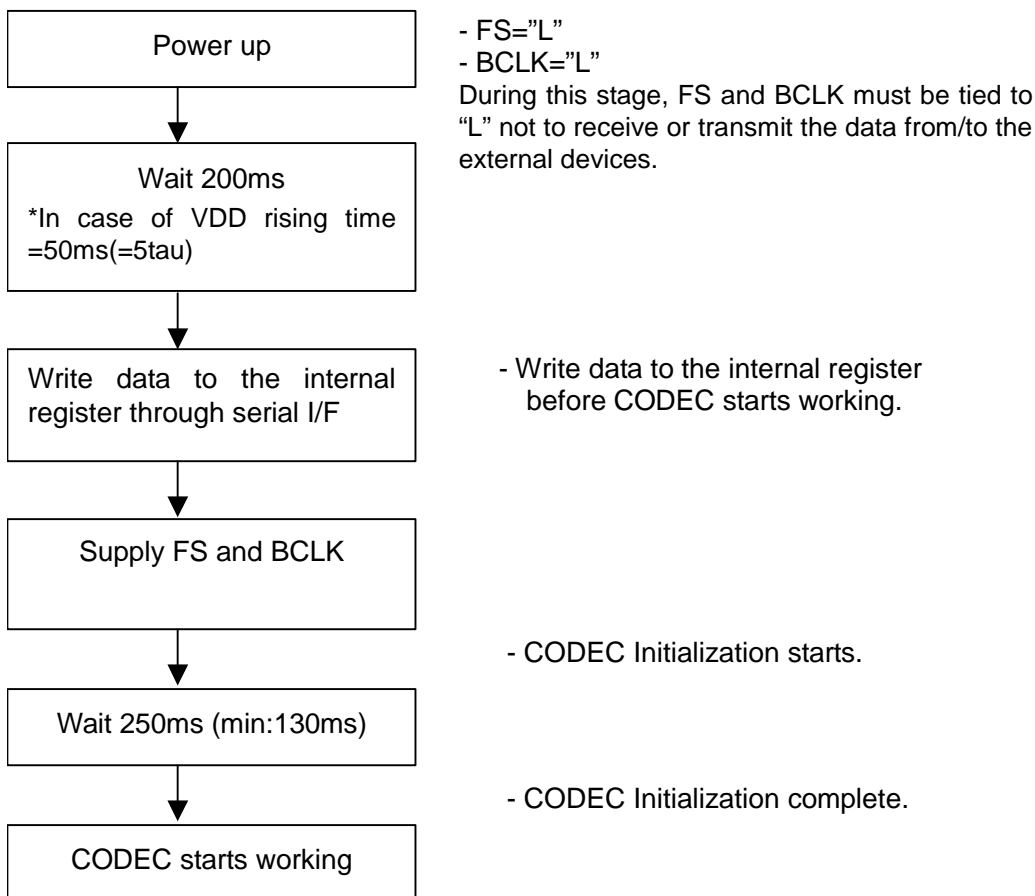 Power up
- FS=”L”
- BCLK=”L”
During this stage, FS and BCLK must be tied to
“L” not to receive or transmit the data from/to the
external devices.
Wait 200ms
*In case of VDD rising time
=50ms(=5tau)
Write data to the internal
register through serial I/F
- Write data to the internal register
before CODEC starts working.
Supply FS and BCLK
- CODEC Initialization starts.
Wait 250ms (min:130ms)
- CODEC Initialization complete.
CODEC starts working